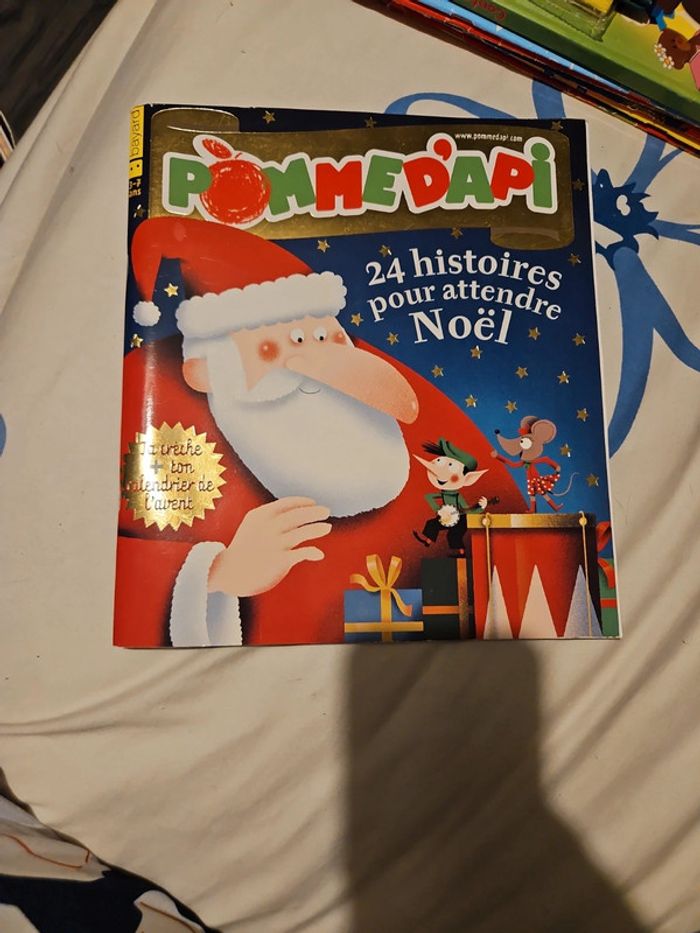 bayard
3-7
ans
www.pommedapi.com
POMME D'API
24 histoires
pour attendre
Noël
Ta crèche
+ ton
calendrier de
l'avent